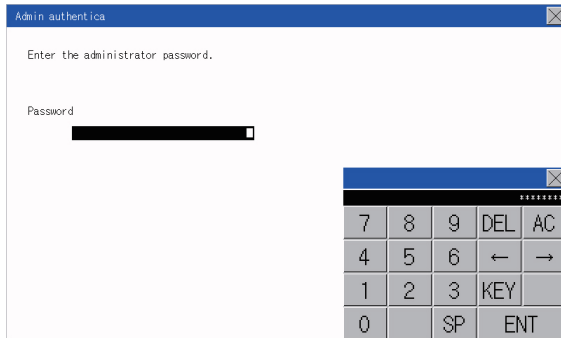 Admin authentica
Enter the administrator password.
Password
*******
7 8 9 DEL AC
4 5 6 ← →
1 2 3 KEY
0 SP ENT